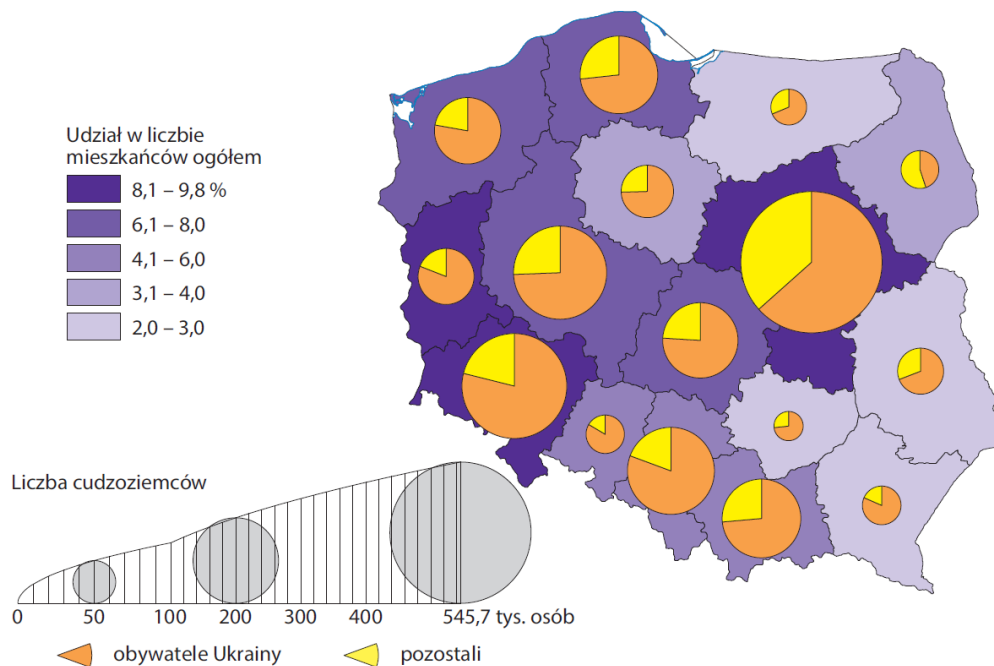 Udział w liczbie
mieszkańców ogółem
8,1 – 9,8 %
6,1 – 8,0
4,1 – 6,0
3,1 – 4,0
2,0 – 3,0
Liczba cudzoziemców
0 50 100 200 300 400 545,7 tys. osób
obywatele Ukrainy pozostali